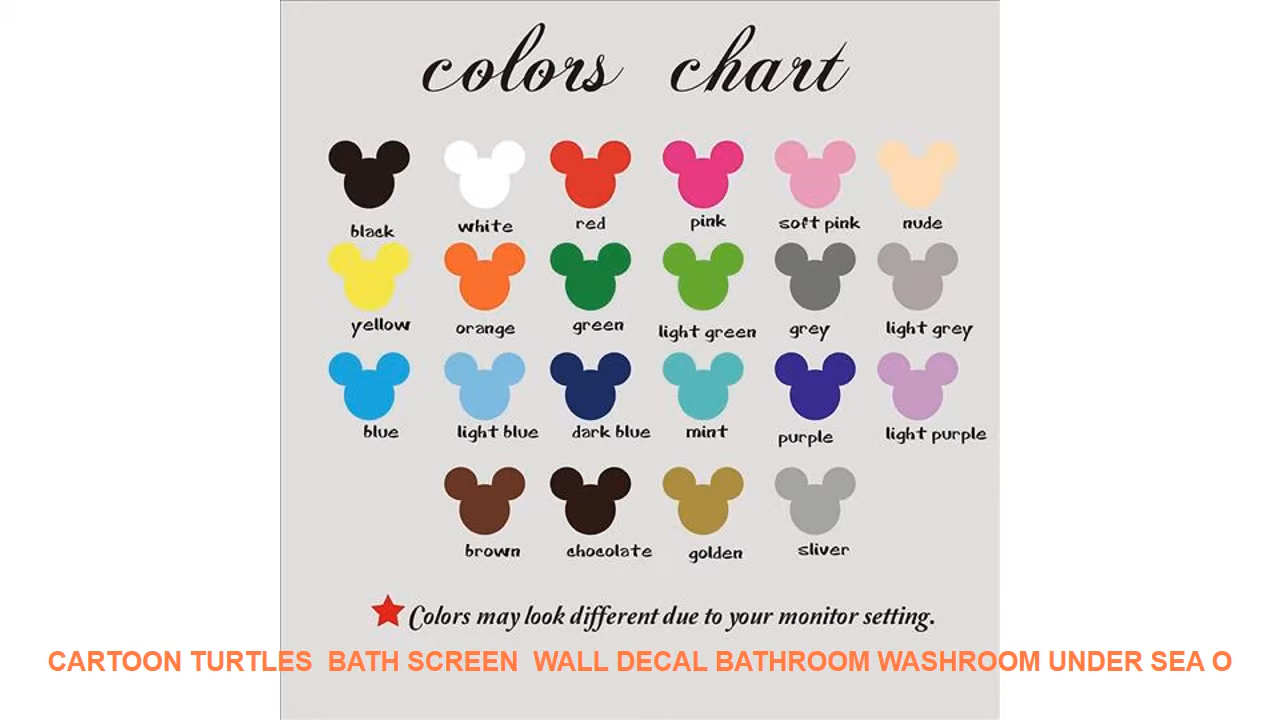 colors chart
black white red pink soft pink nude
yellow orange green light green grey light grey
blue light blue dark blue mint purple light purple
brown chocolate golden sliver
Colors may look different due to your monitor setting.
CARTOON TURTLES BATH SCREEN WALL DECAL BATHROOM WASHROOM UNDER SEA O